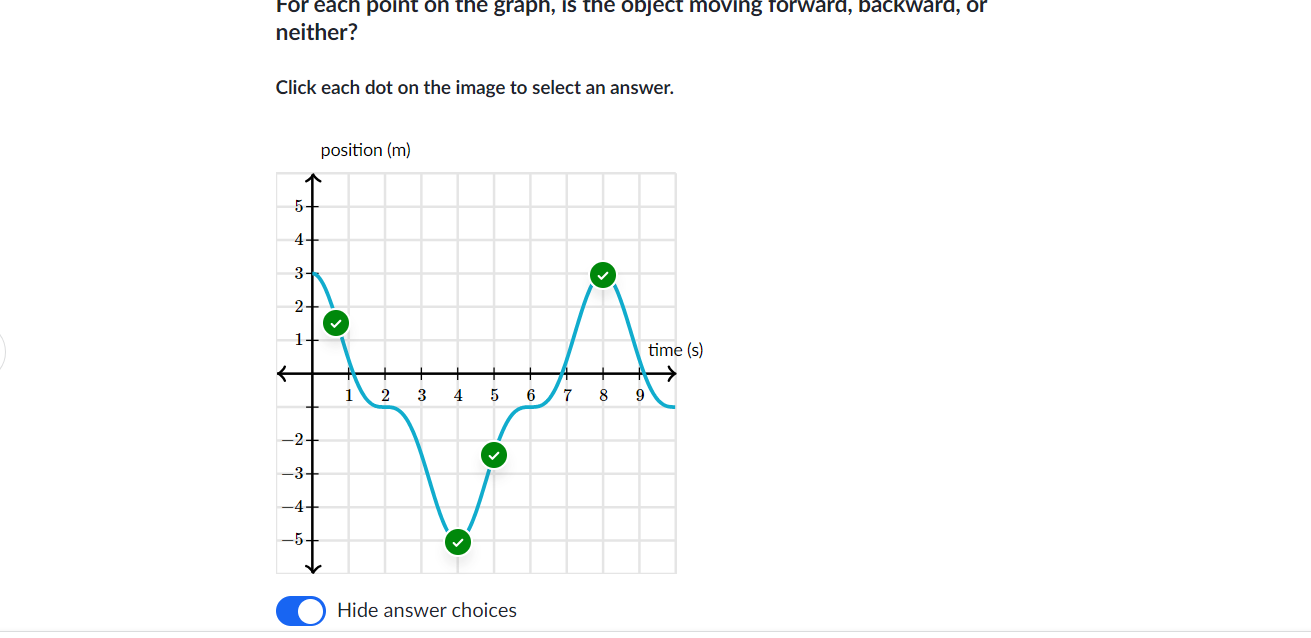 For each point on the graph, is the object moving forward, backward, or
neither?
Click each dot on the image to select an answer.
position (m)
5
4
3
2
1
time (s)
1 2 3 4 5 6 7 8 9
−2
−3
−4
−5
Hide answer choices